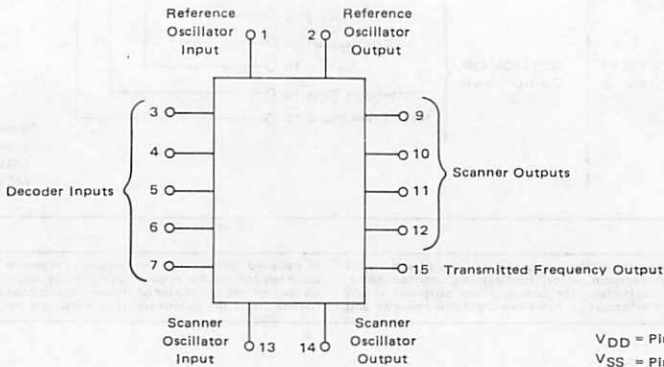 Reference
Oscillator
Input
Reference
Oscillator
Output
1
2
3
4
5
6
7
Decoder Inputs
9
10
11
12
Scanner Outputs
15 Transmitted Frequency Output
Scanner
Oscillator
Input
13
14
Scanner
Oscillator
Output
VDD = Pin
VSS = Pin